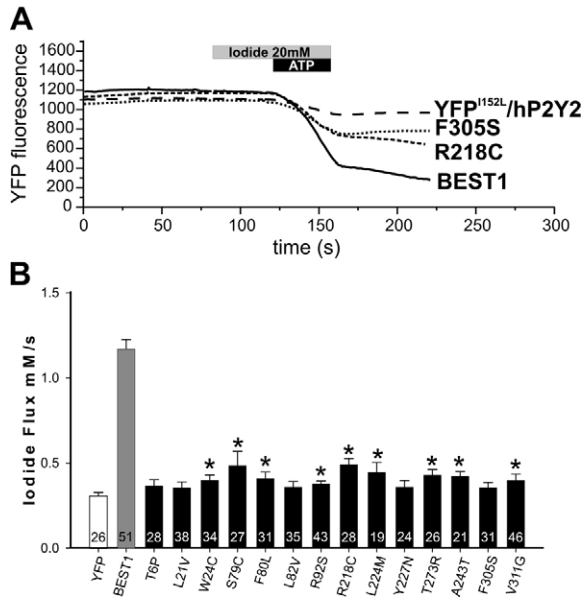 A
YFP fluorescence
1600
1400
1200
1000
800
600
400
200
0
Iodide 20mM
ATP
YFP^I152L/hP2Y2
F305S
R218C
BEST1
0 50 100 150 200 250 300
time (s)
B
Iodide Flux mM/s
1.5
1.0
0.5
0.0
* * * * * * * * *
26 51 28 38 34 27 31 35 43 28 19 24 26 21 31 46
YFP BEST1 T6P L21V W24C S79C F80L L82V R92S R218C L224M Y227N T273R A243T F305S V311G